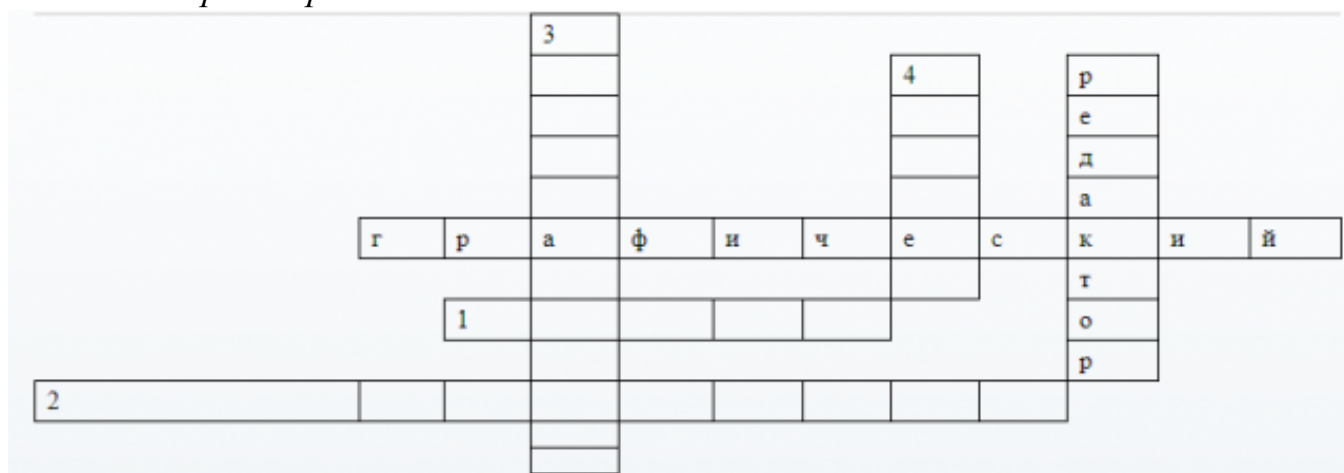 3
4 р
е
д
а
г р а ф и ч е с к и й
т
1 о
р
2